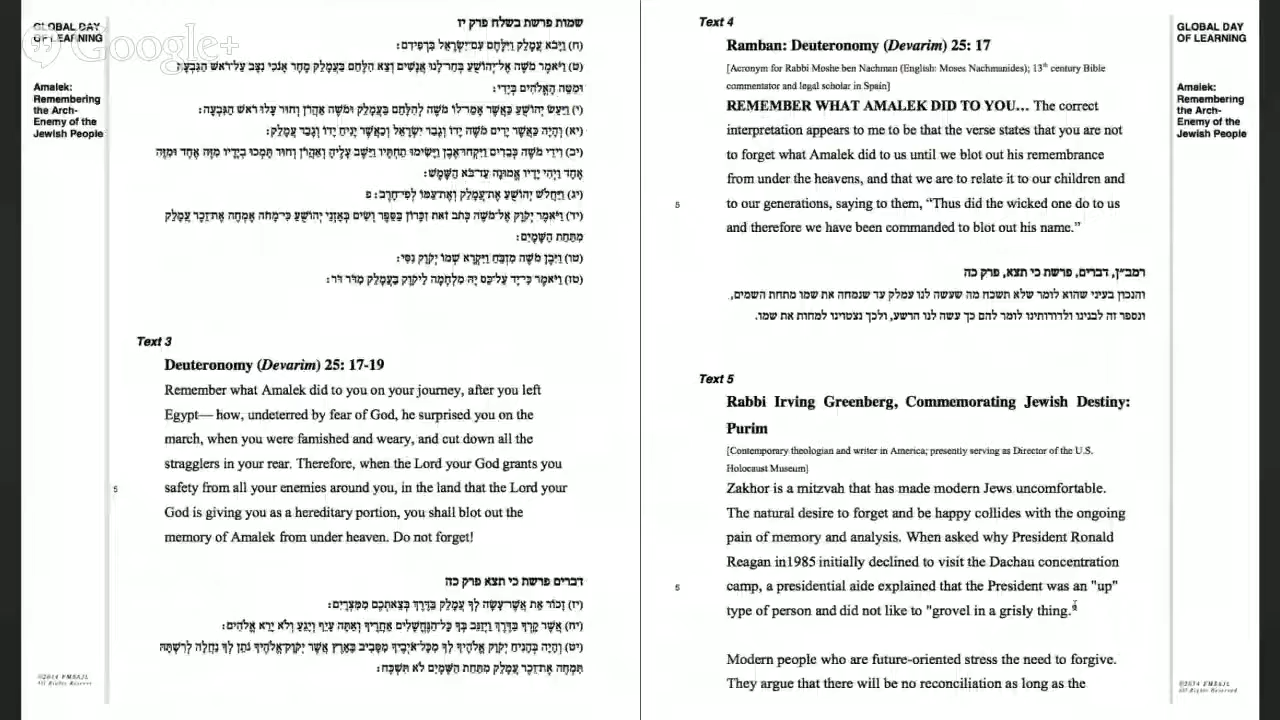 Google+
GLOBAL DAY
OF LEARNING
Amalek:
Remembering
the Arch-
Enemy of the
Jewish People
שמות פרשת בשלח פרק יז
(ח) וַיָּבֹא עֲמָלֵק וַיִּלָּחֶם עִם־יִשְׂרָאֵל בִּרְפִידִם:
(ט) וַיֹּאמֶר מֹשֶׁה אֶל־יְהוֹשֻׁעַ בְּחַר־לָנוּ אֲנָשִׁים וְצֵא הִלָּחֵם בַּעֲמָלֵק מָחָר אָנֹכִי נִצָּב עַל־רֹאשׁ הַגִּבְעָה
וּמַטֵּה הָאֱלֹהִים בְּיָדִי:
(י) וַיַּעַשׂ יְהוֹשֻׁעַ כַּאֲשֶׁר אָמַר־לוֹ מֹשֶׁה לְהִלָּחֵם בַּעֲמָלֵק וּמֹשֶׁה אַהֲרֹן וְחוּר עָלוּ רֹאשׁ הַגִּבְעָה:
(יא) וְהָיָה כַּאֲשֶׁר יָרִים מֹשֶׁה יָדוֹ וְגָבַר יִשְׂרָאֵל וְכַאֲשֶׁר יָנִיחַ יָדוֹ וְגָבַר עֲמָלֵק:
(יב) וִידֵי מֹשֶׁה כְּבֵדִים וַיִּקְחוּ־אֶבֶן וַיָּשִׂימוּ תַחְתָּיו וַיֵּשֶׁב עָלֶיהָ וְאַהֲרֹן וְחוּר תָּמְכוּ בְיָדָיו מִזֶּה אֶחָד וּמִזֶּה
אֶחָד וַיְהִי יָדָיו אֱמוּנָה עַד־בֹּא הַשָּׁמֶשׁ:
(יג) וַיַּחֲלֹשׁ יְהוֹשֻׁעַ אֶת־עֲמָלֵק וְאֶת־עַמּוֹ לְפִי־חָרֶב: פ
(יד) וַיֹּאמֶר יְקֹוָק אֶל־מֹשֶׁה כְּתֹב זֹאת זִכָּרוֹן בַּסֵּפֶר וְשִׂים בְּאָזְנֵי יְהוֹשֻׁעַ כִּי־מָחֹה אֶמְחֶה אֶת־זֵכֶר עֲמָלֵק
מִתַּחַת הַשָּׁמָיִם:
(טו) וַיִּבֶן מֹשֶׁה מִזְבֵּחַ וַיִּקְרָא שְׁמוֹ יְקֹוָק נִסִּי:
(טז) וַיֹּאמֶר כִּי־יָד עַל־כֵּס יָהּ מִלְחָמָה לַיקֹוָק בַּעֲמָלֵק מִדֹּר דֹּר:
Text 3
Deuteronomy (Devarim) 25: 17-19
Remember what Amalek did to you on your journey, after you left
Egypt— how, undeterred by fear of God, he surprised you on the
march, when you were famished and weary, and cut down all the
stragglers in your rear. Therefore, when the Lord your God grants you
5 safety from all your enemies around you, in the land that the Lord your
God is giving you as a hereditary portion, you shall blot out the
memory of Amalek from under heaven. Do not forget!
דברים פרשת כי תצא פרק כה
(יז) זָכוֹר אֵת אֲשֶׁר־עָשָׂה לְךָ עֲמָלֵק בַּדֶּרֶךְ בְּצֵאתְכֶם מִמִּצְרָיִם:
(יח) אֲשֶׁר קָרְךָ בַּדֶּרֶךְ וַיְזַנֵּב בְּךָ כָּל־הַנֶּחֱשָׁלִים אַחֲרֶיךָ וְאַתָּה עָיֵף וְיָגֵעַ וְלֹא יָרֵא אֱלֹהִים:
(יט) וְהָיָה בְּהָנִיחַ יְקֹוָק אֱלֹהֶיךָ לְךָ מִכָּל־אֹיְבֶיךָ מִסָּבִיב בָּאָרֶץ אֲשֶׁר יְקֹוָק־אֱלֹהֶיךָ נֹתֵן לְךָ נַחֲלָה לְרִשְׁתָּהּ
תִּמְחֶה אֶת־זֵכֶר עֲמָלֵק מִתַּחַת הַשָּׁמָיִם לֹא תִּשְׁכָּח:
©2014 FMSAJL
All Rights Reserved
Text 4
Ramban: Deuteronomy (Devarim) 25: 17
[Acronym for Rabbi Moshe ben Nachman (English: Moses Nachmanides); 13th century Bible
commentator and legal scholar in Spain]
REMEMBER WHAT AMALEK DID TO YOU... The correct
interpretation appears to me to be that the verse states that you are not
to forget what Amalek did to us until we blot out his remembrance
from under the heavens, and that we are to relate it to our children and
5 to our generations, saying to them, “Thus did the wicked one do to us
and therefore we have been commanded to blot out his name.”
רמב״ן, דברים, פרשת כי תצא, פרק כה
והנכון בעיני שהוא לומר שלא תשכח מה שעשה לנו עמלק עד שנמחה את שמו מתחת השמים,
ונספר זה לבנינו ולדורותינו לומר להם כך עשה לנו הרשע, ולכך נצטוינו למחות את שמו.
Text 5
Rabbi Irving Greenberg, Commemorating Jewish Destiny:
Purim
[Contemporary theologian and writer in America; presently serving as Director of the U.S.
Holocaust Museum]
Zakhor is a mitzvah that has made modern Jews uncomfortable.
The natural desire to forget and be happy collides with the ongoing
pain of memory and analysis. When asked why President Ronald
Reagan in1985 initially declined to visit the Dachau concentration
5 camp, a presidential aide explained that the President was an "up"
type of person and did not like to "grovel in a grisly thing."
Modern people who are future-oriented stress the need to forgive.
They argue that there will be no reconciliation as long as the
GLOBAL DAY
OF LEARNING
Amalek:
Remembering
the Arch-
Enemy of the
Jewish People
©2014 FMSAJL
All Rights Reserved